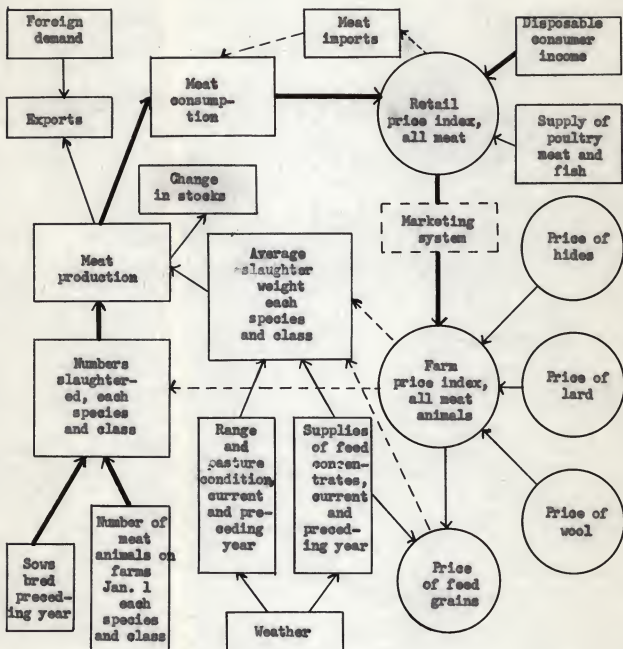 Foreign
demand
Exports
Meat
imports
Disposable
consumer
income
Meat
consump-
tion
Retail
price index,
all meat
Supply of
poultry
meat and
fish
Change
in stocks
Marketing
system
Price of
hides
Meat
production
Average
slaughter
weight
each
species
and class
Numbers
slaughter-
ed, each
species
and class
Farm
price index,
all meat
animals
Price of
lard
Range
and
pasture
condition,
current
and pre-
ceding
year
Supplies
of feed
concen-
trates,
current
and
preced-
ing year
Price of
wool
Sows
bred
preced-
ing year
Number of
meat
animals on
farms
Jan. 1
each
species
and class
Price
of feed
grains
Weather